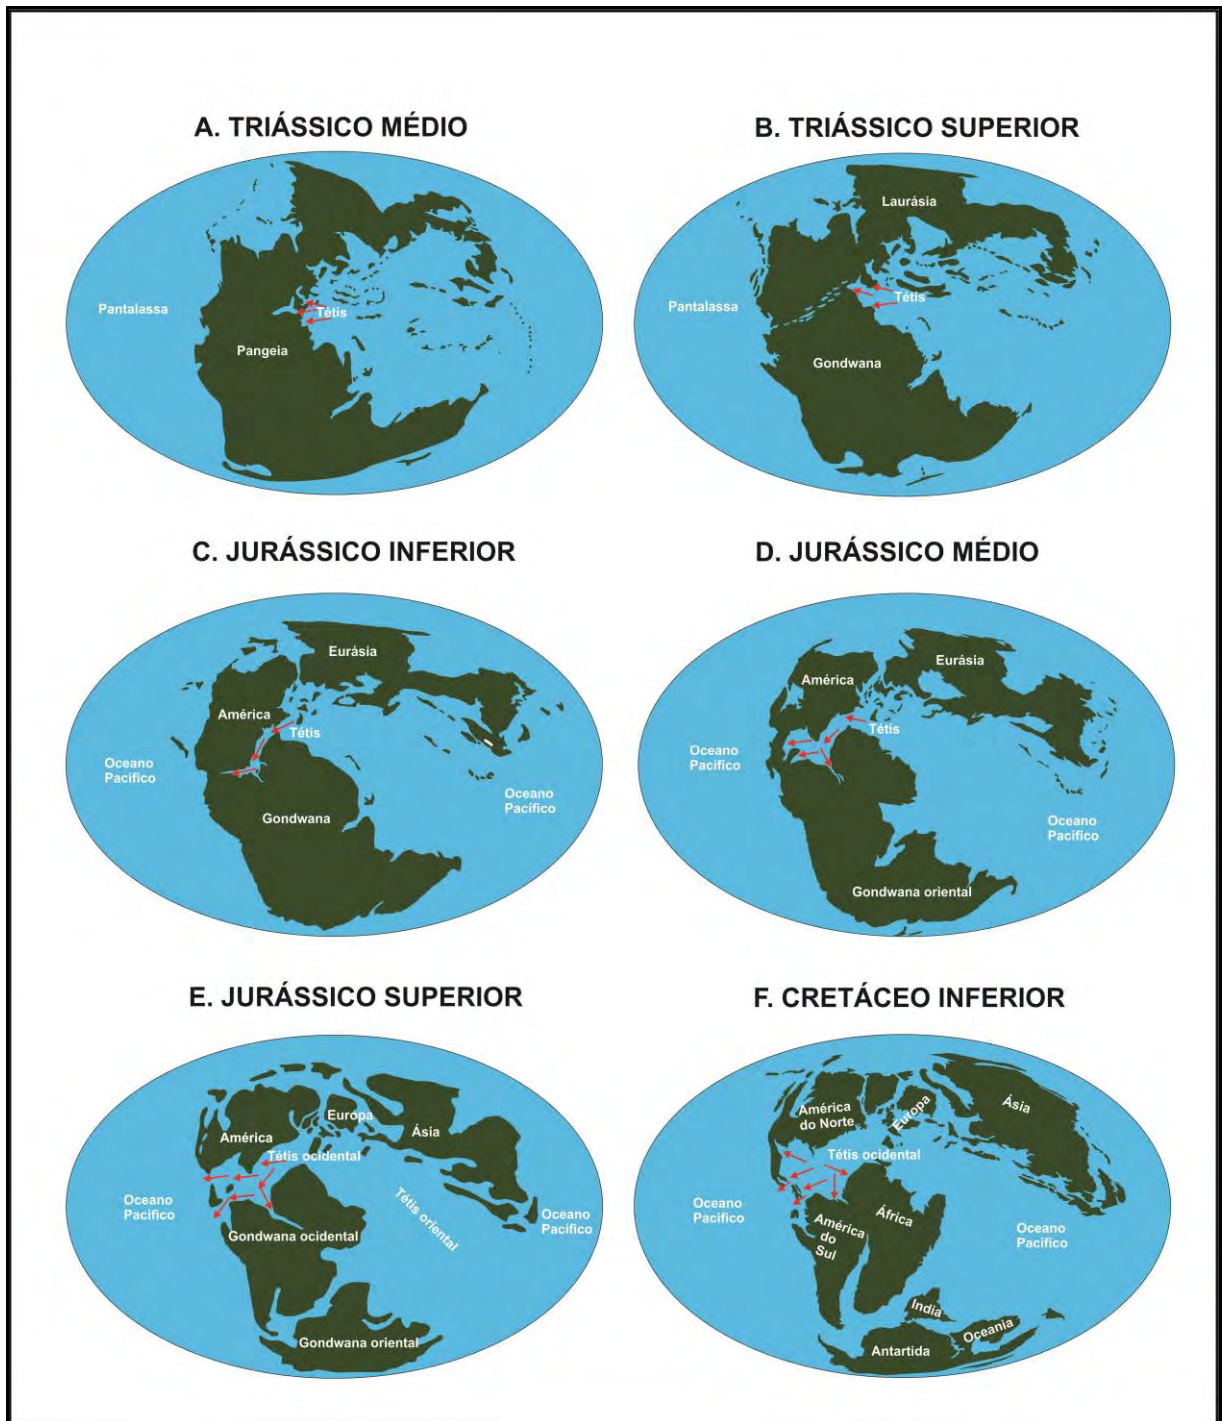 A. TRIÁSSICO MÉDIO
Pantalassa
Tétis
Pangeia
B. TRIÁSSICO SUPERIOR
Laurásia
Pantalassa
Tétis
Gondwana
C. JURÁSSICO INFERIOR
Eurásia
América
Tétis
Oceano
Pacífico
Oceano
Pacífico
Gondwana
D. JURÁSSICO MÉDIO
Eurásia
América
Tétis
Oceano
Pacífico
Oceano
Pacífico
Gondwana oriental
E. JURÁSSICO SUPERIOR
Europa
Ásia
América
Tétis ocidental
Oceano
Pacífico
Tétis oriental
Oceano
Pacífico
Gondwana ocidental
Gondwana oriental
F. CRETÁCEO INFERIOR
América
do Norte
Europa
Ásia
Tétis ocidental
Oceano
Pacífico
América
do
Sul
África
Oceano
Pacífico
India
Oceania
Antartida